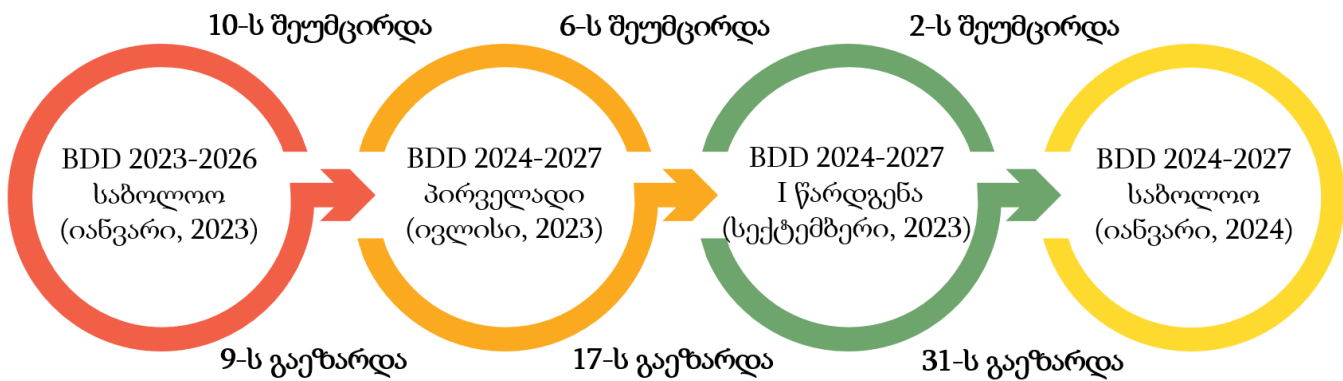 10-ს შეუმცირდა
6-ს შეუმცირდა
2-ს შეუმცირდა
BDD 2023-2026
საბოლოო
(იანვარი, 2023)
BDD 2024-2027
პირველადი
(ივლისი, 2023)
BDD 2024-2027
I წარდგენა
(სექტემბერი, 2023)
BDD 2024-2027
საბოლოო
(იანვარი, 2024)
9-ს გაეზარდა
17-ს გაეზარდა
31-ს გაეზარდა